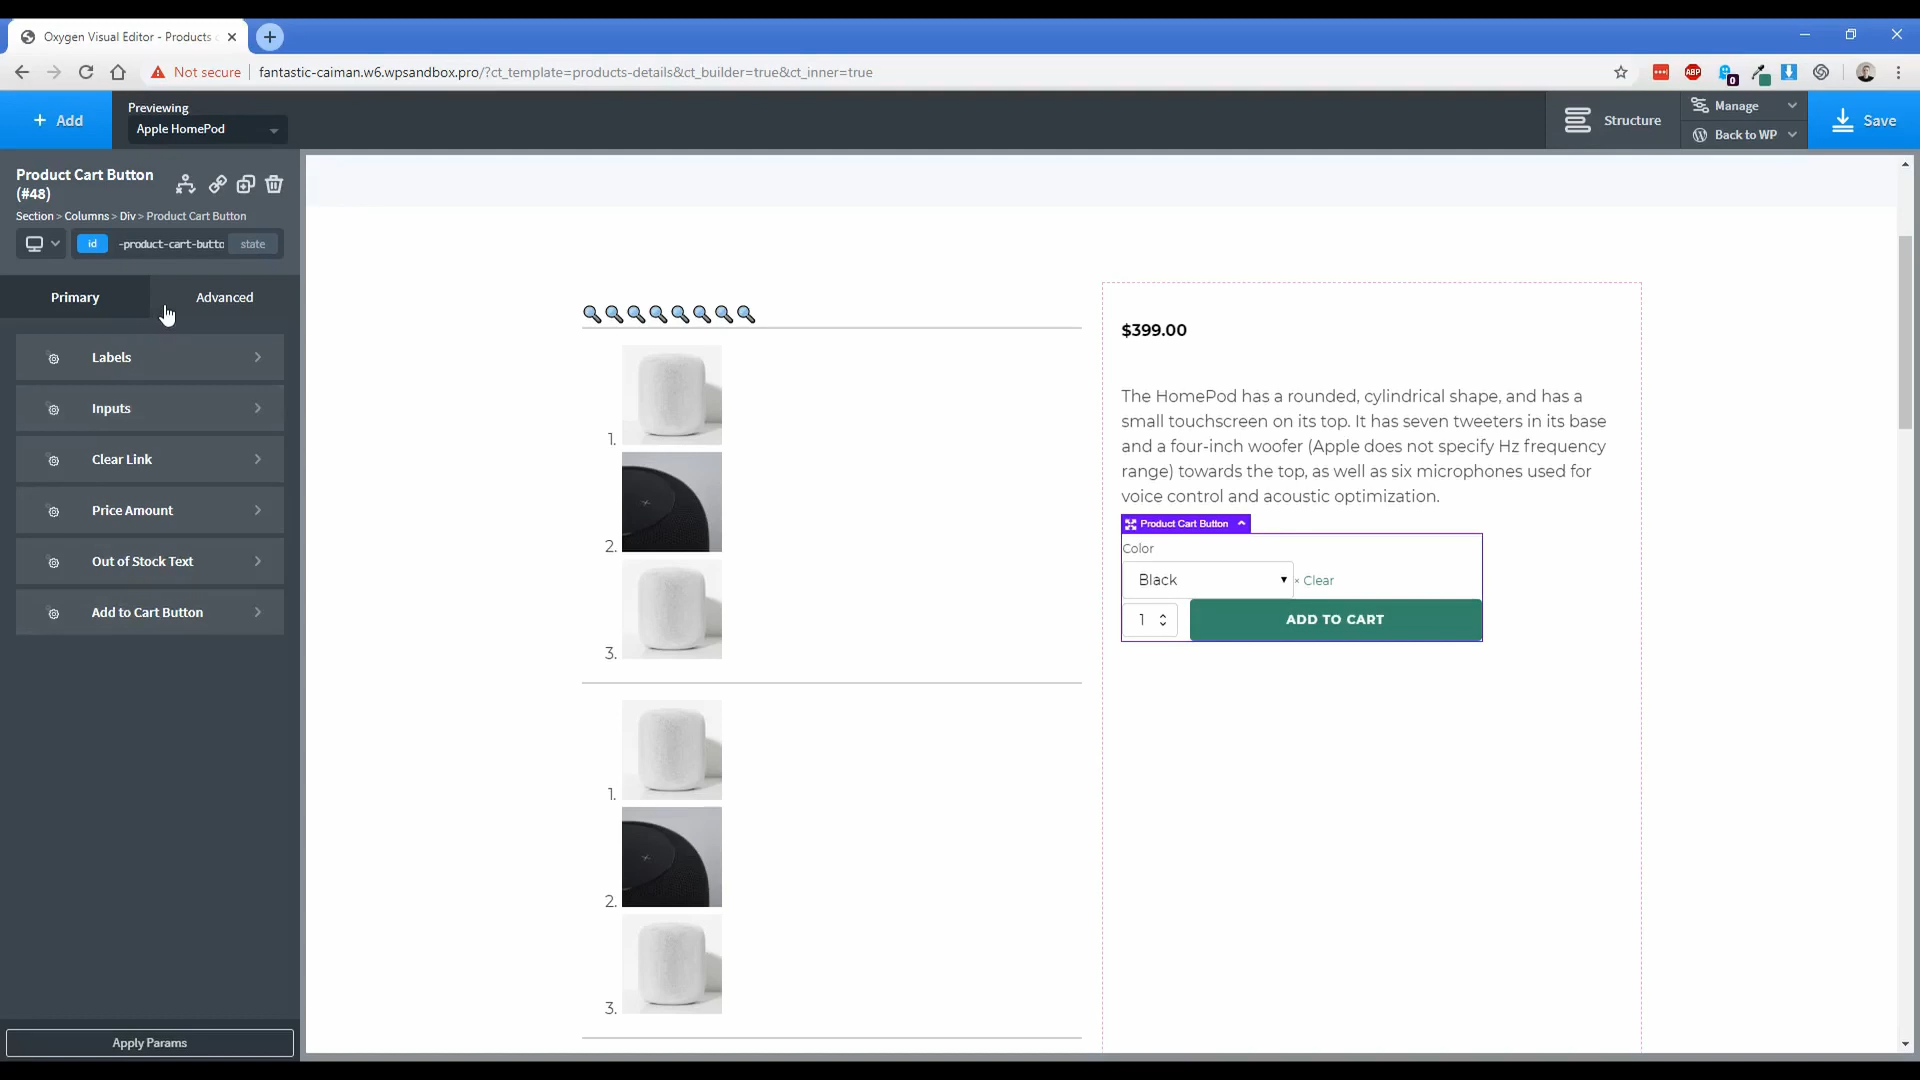 Oxygen Visual Editor - Products
Not secure
fantastic-caiman.w6.wpsandbox.pro/?ct_template=products-details&ct_builder=true&ct_inner=true
ABP
0
+ Add
Previewing
Apple HomePod
Structure
Manage
Back to WP
Save
Product Cart Button
(#48)
Section > Columns > Div > Product Cart Button
id
-product-cart-butto
state
Primary
Advanced
Labels
Inputs
Clear Link
Price Amount
Out of Stock Text
Add to Cart Button
Apply Params
1.
2.
3.
1.
2.
3.
$399.00
The HomePod has a rounded, cylindrical shape, and has a
small touchscreen on its top. It has seven tweeters in its base
and a four-inch woofer (Apple does not specify Hz frequency
range) towards the top, as well as six microphones used for
voice control and acoustic optimization.
Product Cart Button
Color
Black
× Clear
1
ADD TO CART